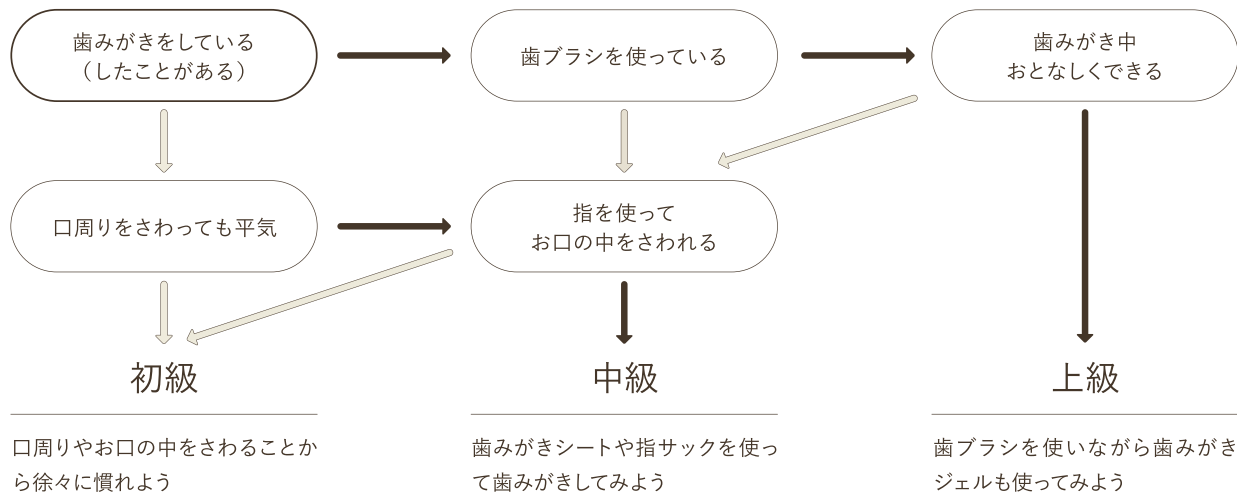 歯みがきをしている
（したことがある）
歯ブラシを使っている
歯みがき中
おとなしくできる
口周りをさわっても平気
指を使って
お口の中をさわれる
初級
中級
上級
口周りやお口の中をさわることか
ら徐々に慣れよう
歯みがきシートや指サックを使っ
て歯みがきしてみよう
歯ブラシを使いながら歯みがき
ジェルも使ってみよう